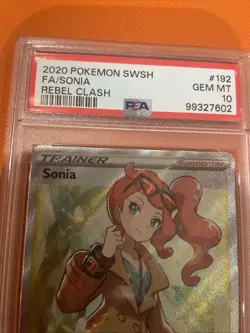 2020 POKEMON SWSH #192
FA/SONIA GEM MT
REBEL CLASH 10
PSA 99327602
TRAINER Supporter
Sonia